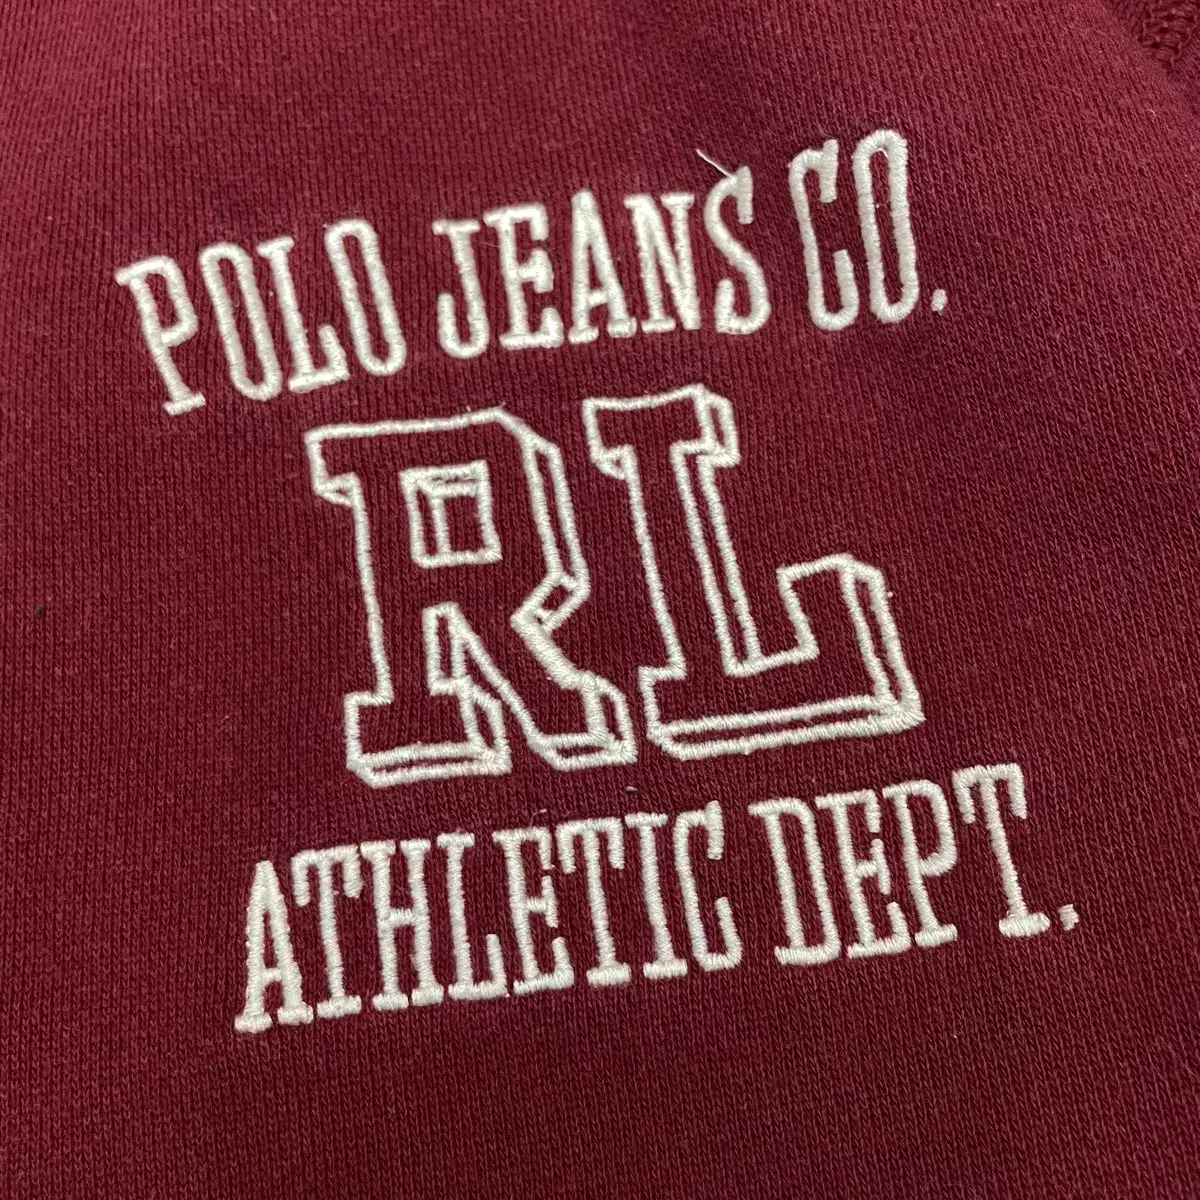 POLO JEANS CO.
RL
ATHLETIC DEPT.